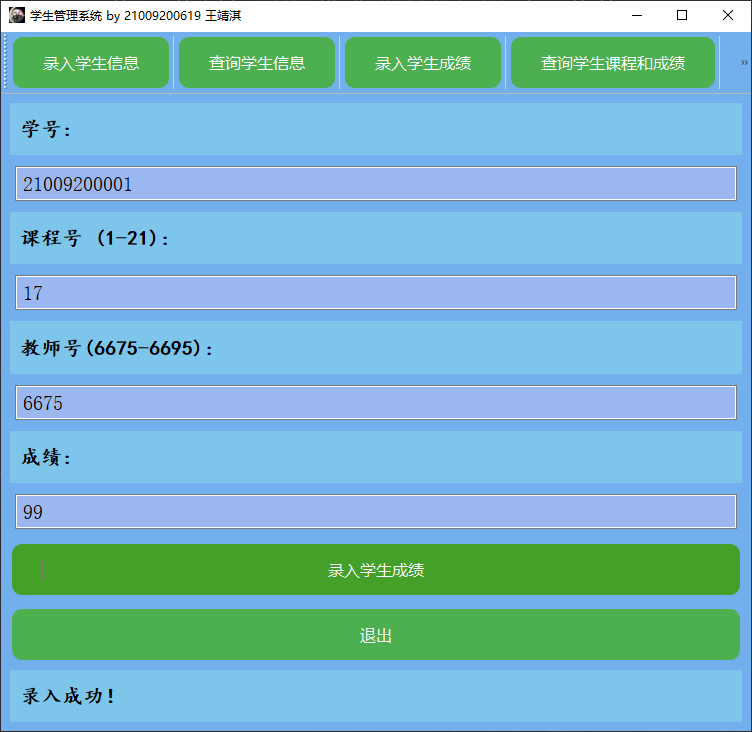 学生管理系统 by 21009200619 王靖淇
录入学生信息 查询学生信息 录入学生成绩 查询学生课程和成绩 »
学号:
21009200001
课程号 (1-21):
17
教师号(6675-6695):
6675
成绩:
99
录入学生成绩
退出
录入成功!